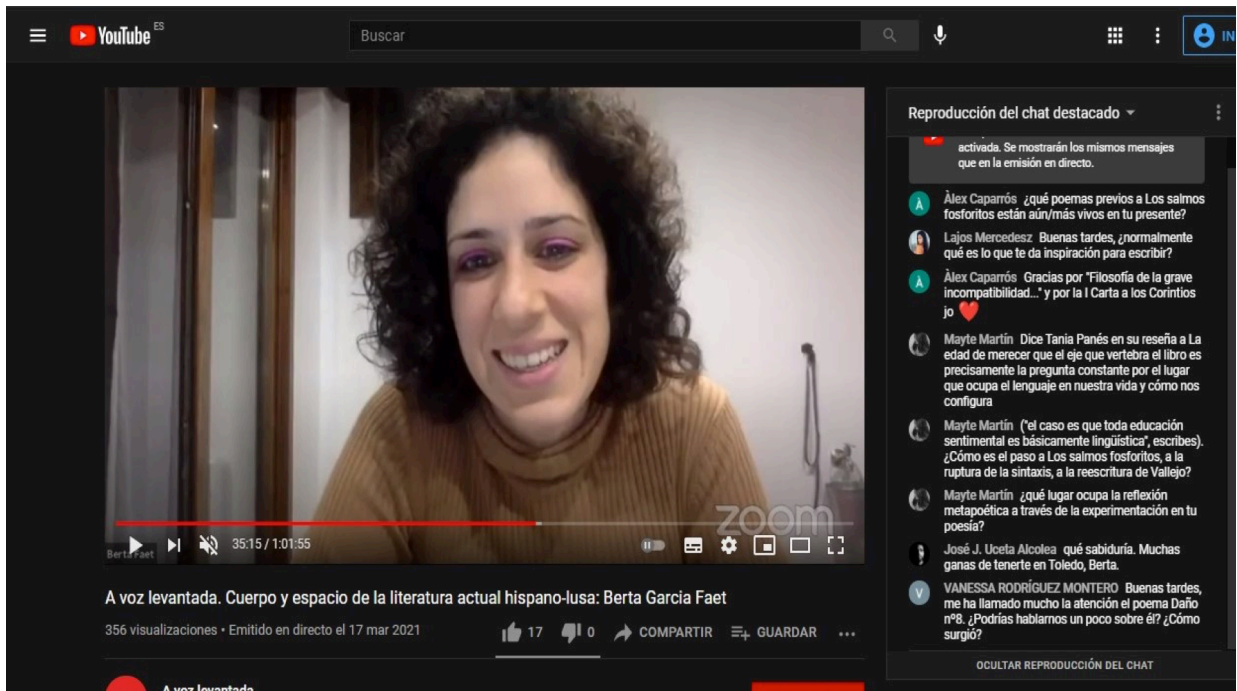 YouTube ES
Buscar
IN
Reproducción del chat destacado
activada. Se mostrarán los mismos mensajes
que en la emisión en directo.
Àlex Caparrós ¿qué poemas previos a Los salmos
fosforitos están aún/más vivos en tu presente?
Lajos Mercedesz Buenas tardes, ¿normalmente
qué es lo que te da inspiración para escribir?
Àlex Caparrós Gracias por "Filosofía de la grave
incompatibilidad..." y por la I Carta a los Corintios
jo ❤️
Mayte Martín Dice Tania Panés en su reseña a La
edad de merecer que el eje que vertebra el libro es
precisamente la pregunta constante por el lugar
que ocupa el lenguaje en nuestra vida y cómo nos
configura
Mayte Martín ("el caso es que toda educación
sentimental es básicamente lingüística", escribes).
¿Cómo es el paso a Los salmos fosforitos, a la
ruptura de la sintaxis, a la reescritura de Vallejo?
Mayte Martín ¿qué lugar ocupa la reflexión
metapoética a través de la experimentación en tu
poesía?
José J. Uceta Alcolea qué sabiduría. Muchas
ganas de tenerte en Toledo, Berta.
V
VANESSA RODRÍGUEZ MONTERO Buenas tardes,
me ha llamado mucho la atención el poema Daño
nº8. ¿Podrías hablarnos un poco sobre él? ¿Cómo
surgió?
OCULTAR REPRODUCCIÓN DEL CHAT
zoom
Berta Faet
35:15 / 1:01:55
A voz levantada. Cuerpo y espacio de la literatura actual hispano-lusa: Berta Garcia Faet
356 visualizaciones • Emitido en directo el 17 mar 2021
17
0
COMPARTIR
GUARDAR
A voz levantada